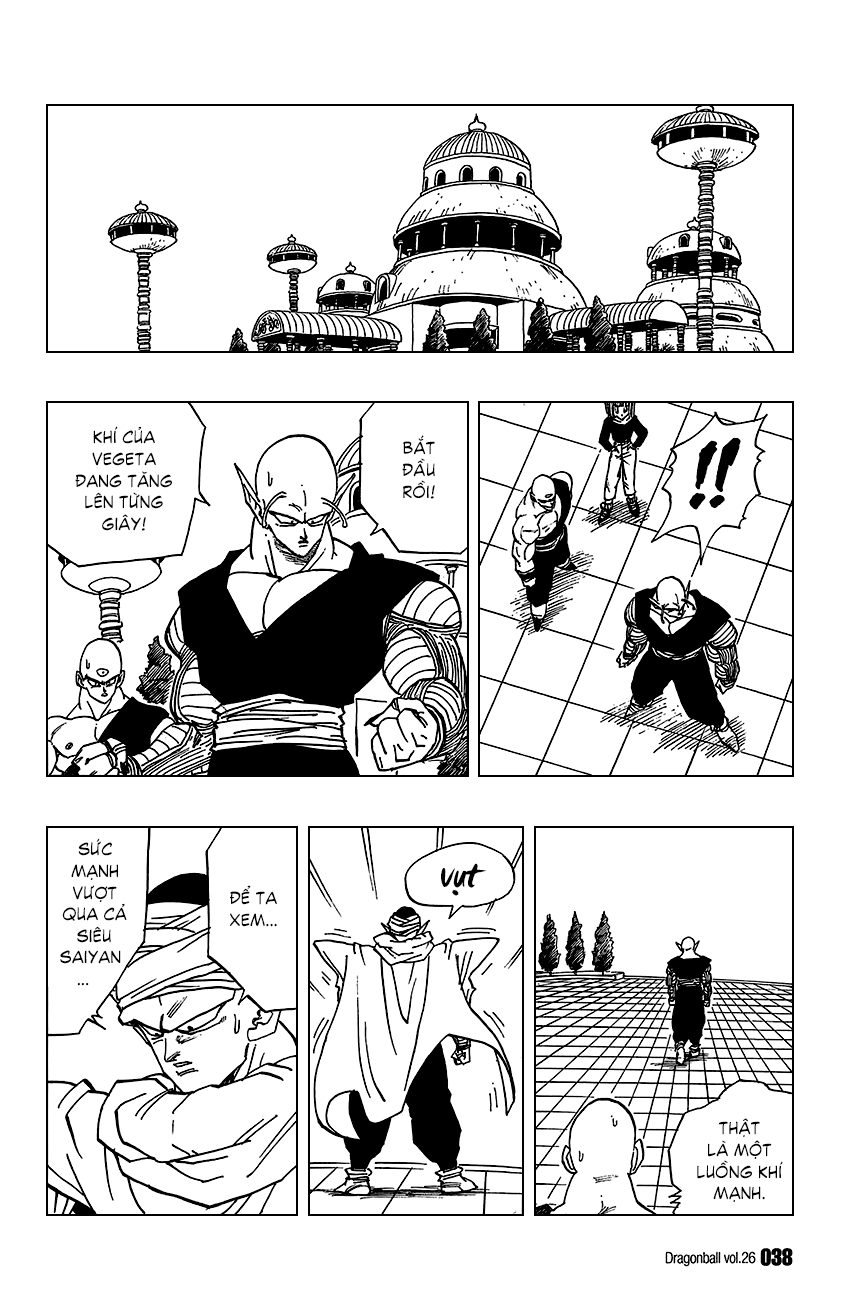 !!
BẮT
ĐẦU
RỒI!
KHÍ CỦA
VEGETA
ĐANG TĂNG
LÊN TỪNG
GIÂY!
THẬT
LÀ MỘT
LUỒNG KHÍ
MẠNH.
VỤT
ĐỂ TA
XEM...
SỨC
MẠNH
VƯỢT
QUA CẢ
SIÊU
SAIYAN
...
Dragonball vol.26 038